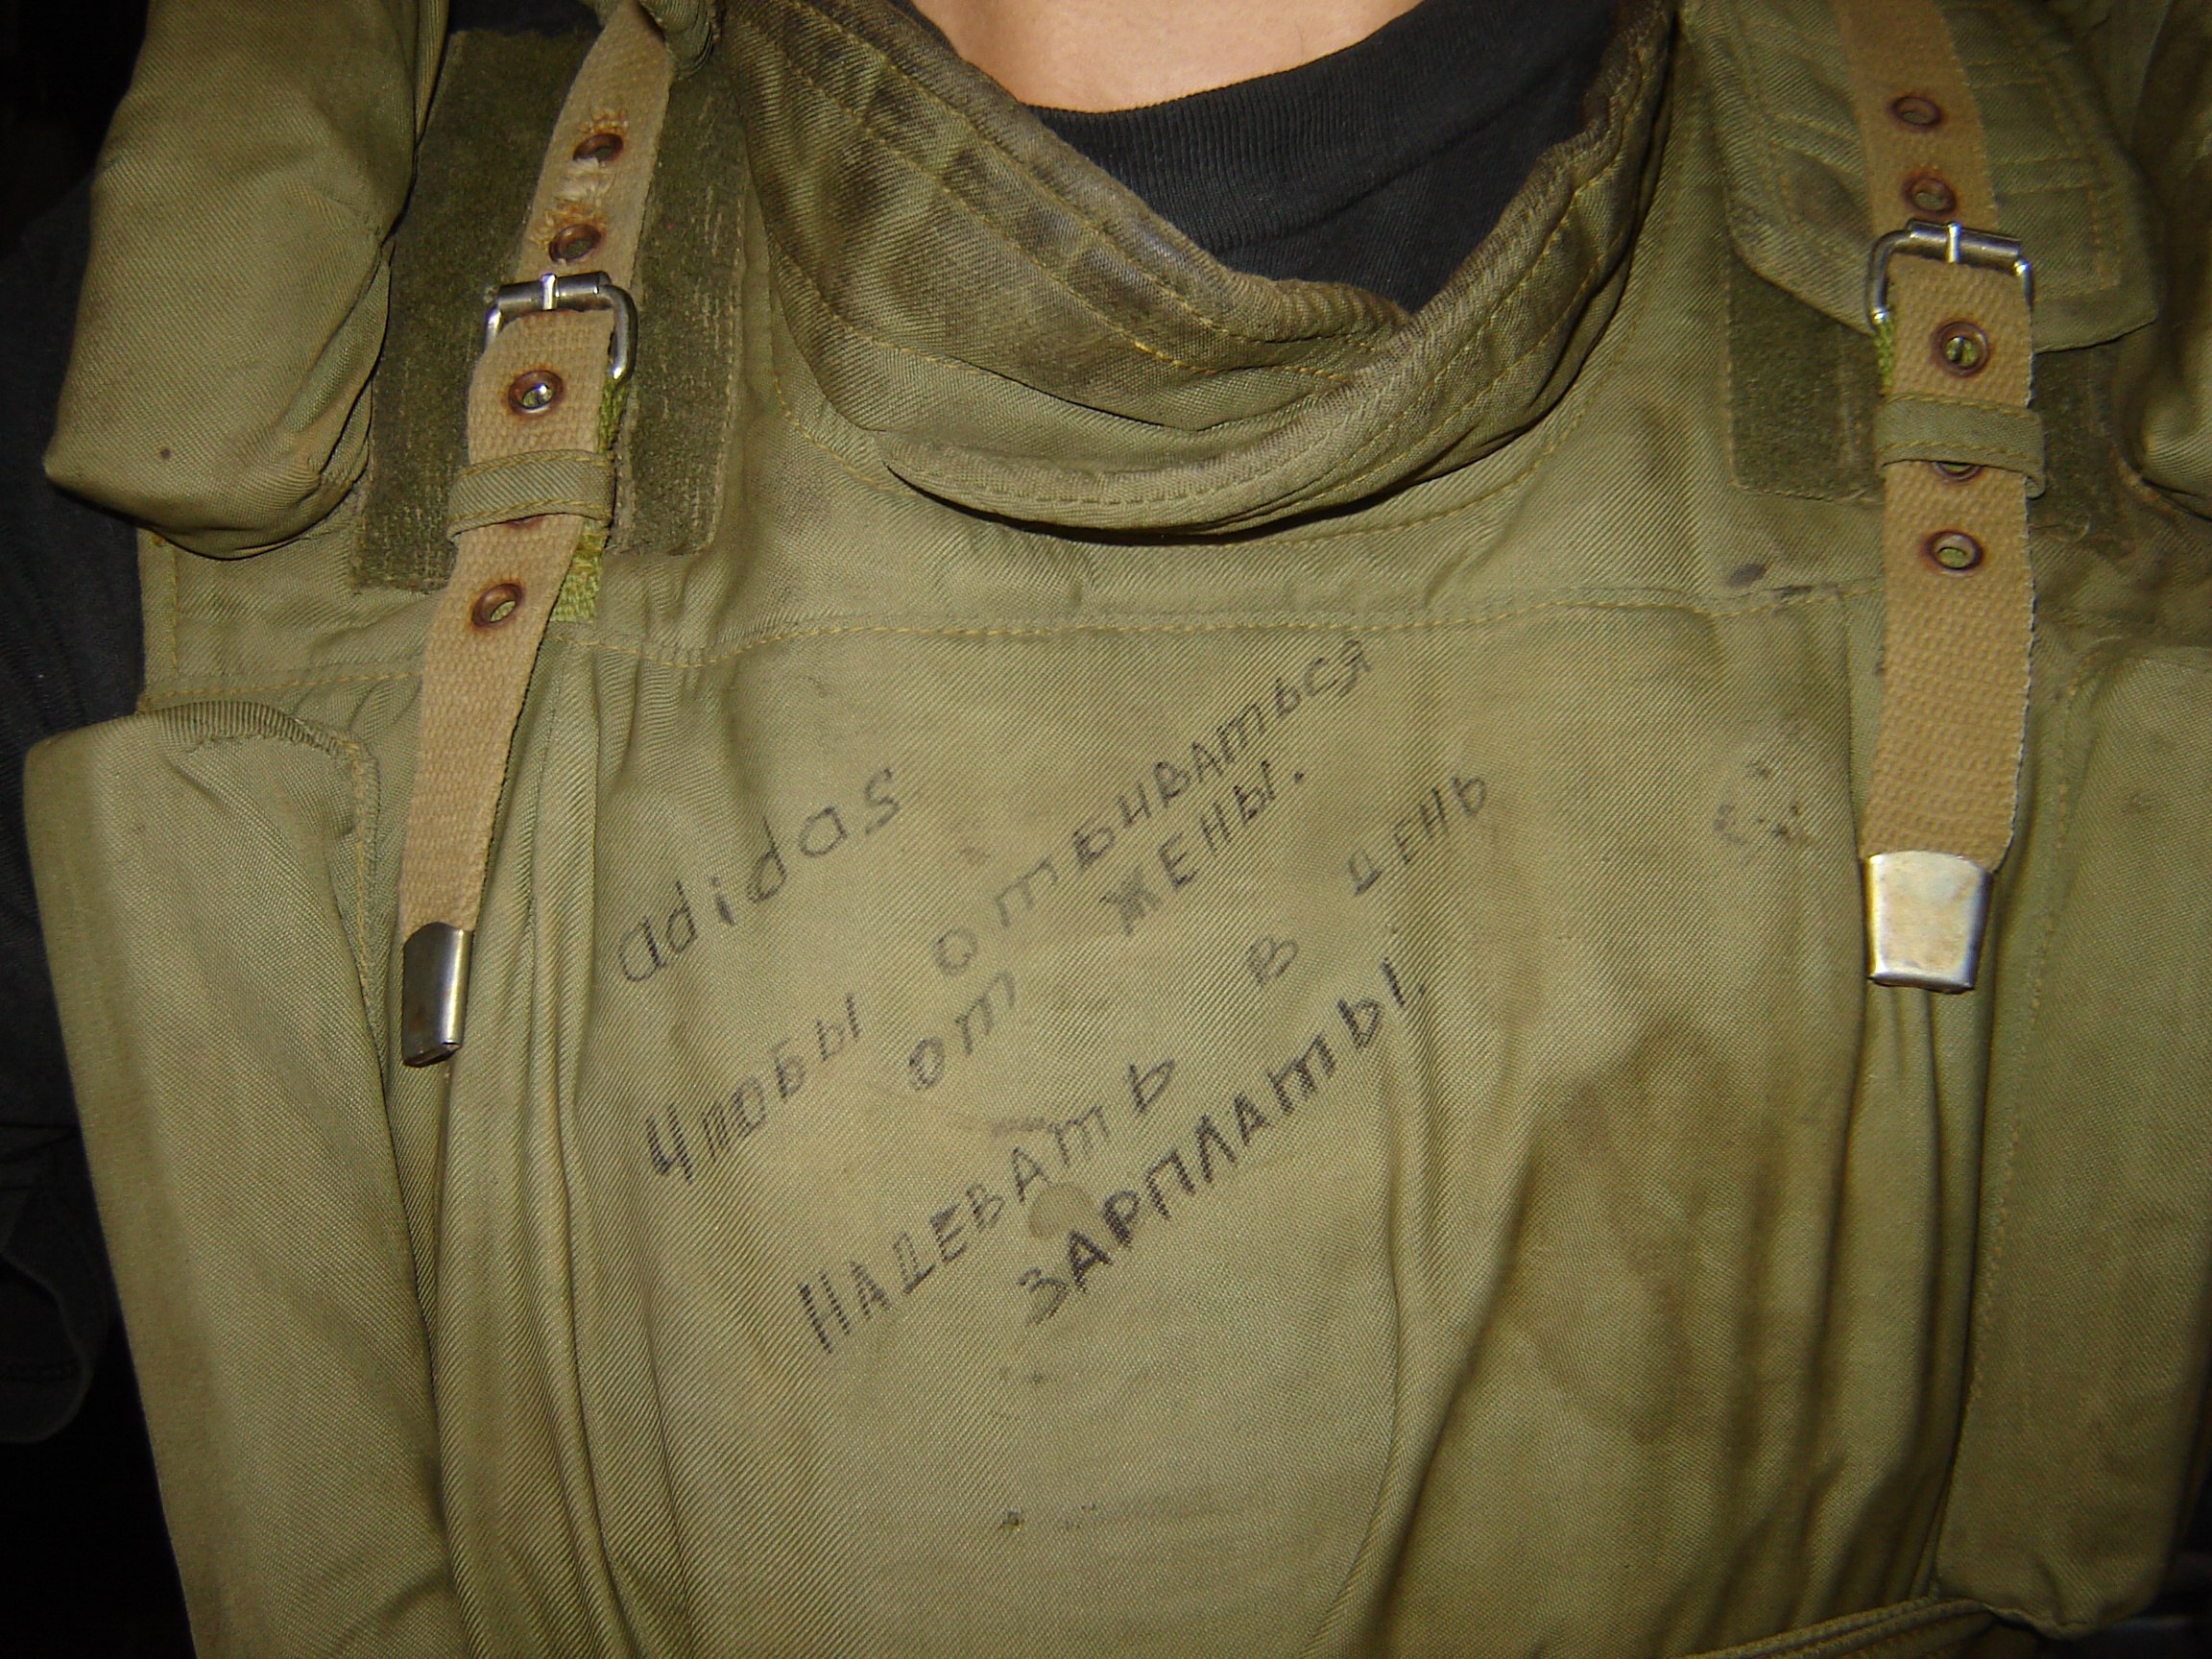 adidas
Чтобы отбиваться
от жены.
НАДЕВАть в день
ЗАРПЛАты.